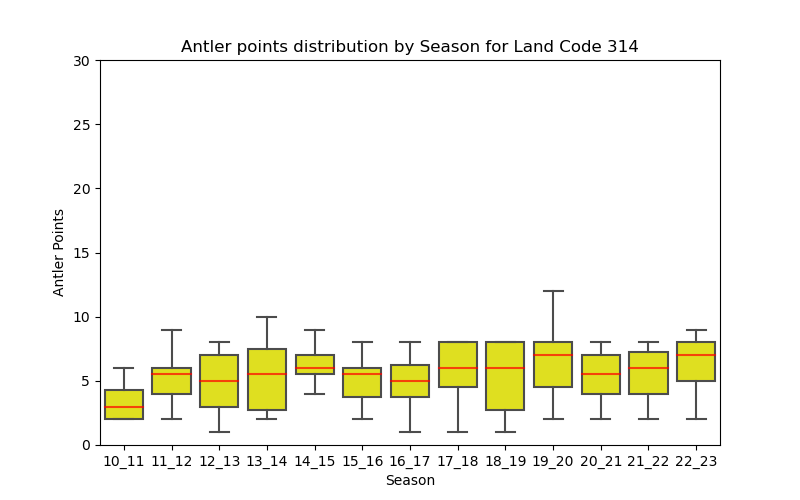 Antler points distribution by Season for Land Code 314
30
25
20
15
10
5
0
Antler Points
10_11 11_12 12_13 13_14 14_15 15_16 16_17 17_18 18_19 19_20 20_21 21_22 22_23
Season